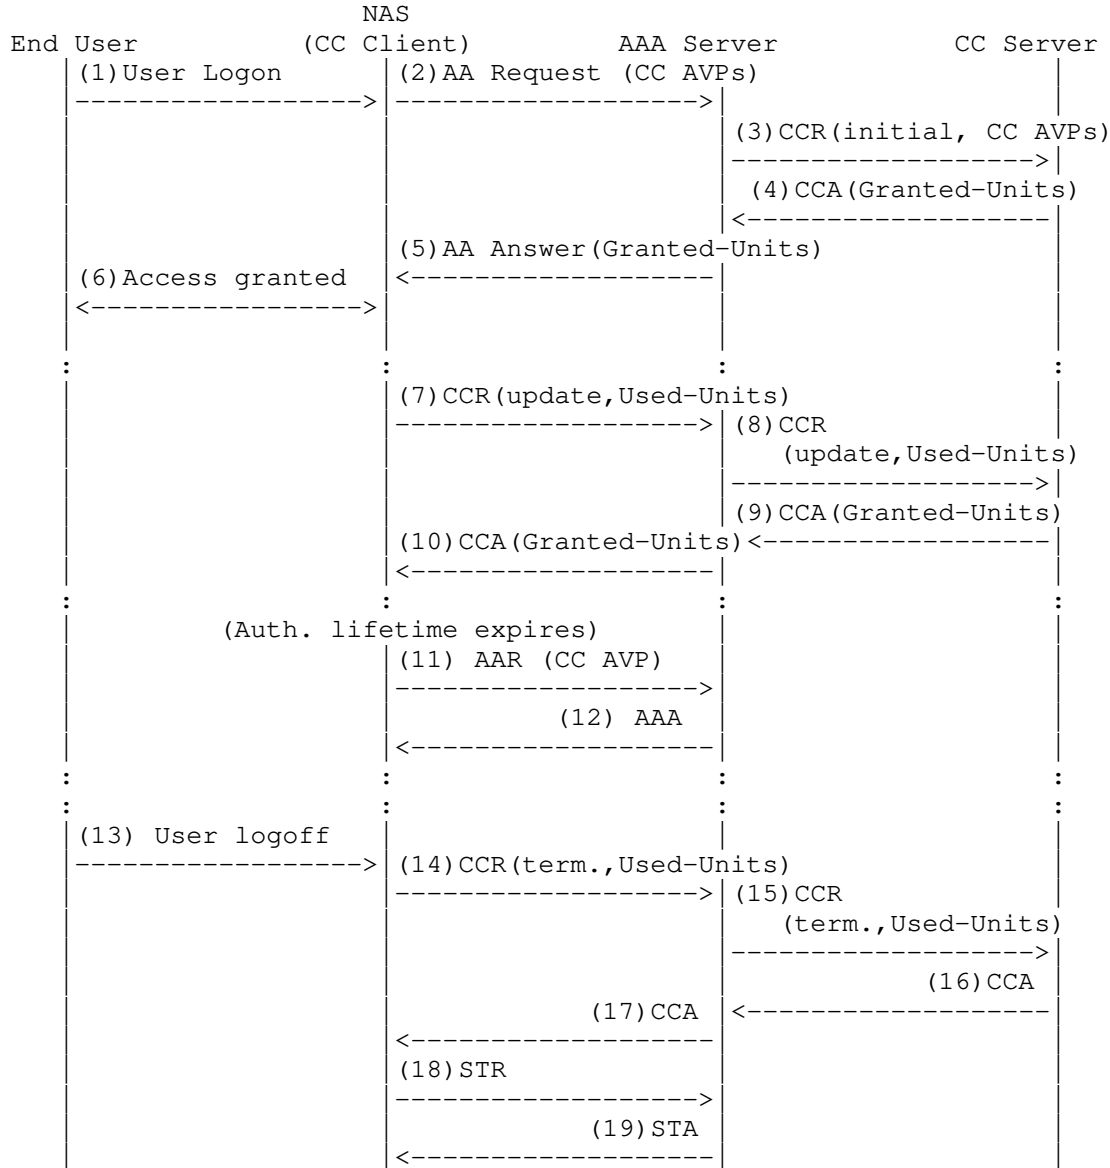 NAS
End User (CC Client) AAA Server CC Server
(1)User Logon (2)AA Request (CC AVPs)
(3)CCR(initial, CC AVPs)
(4)CCA(Granted-Units)
(5)AA Answer(Granted-Units)
(6)Access granted
(7)CCR(update,Used-Units)
(8)CCR
(update,Used-Units)
(9)CCA(Granted-Units)
(10)CCA(Granted-Units)
(Auth. lifetime expires)
(11) AAR (CC AVP)
(12) AAA
(13) User logoff
(14)CCR(term.,Used-Units)
(15)CCR
(term.,Used-Units)
(16)CCA
(17)CCA
(18)STR
(19)STA